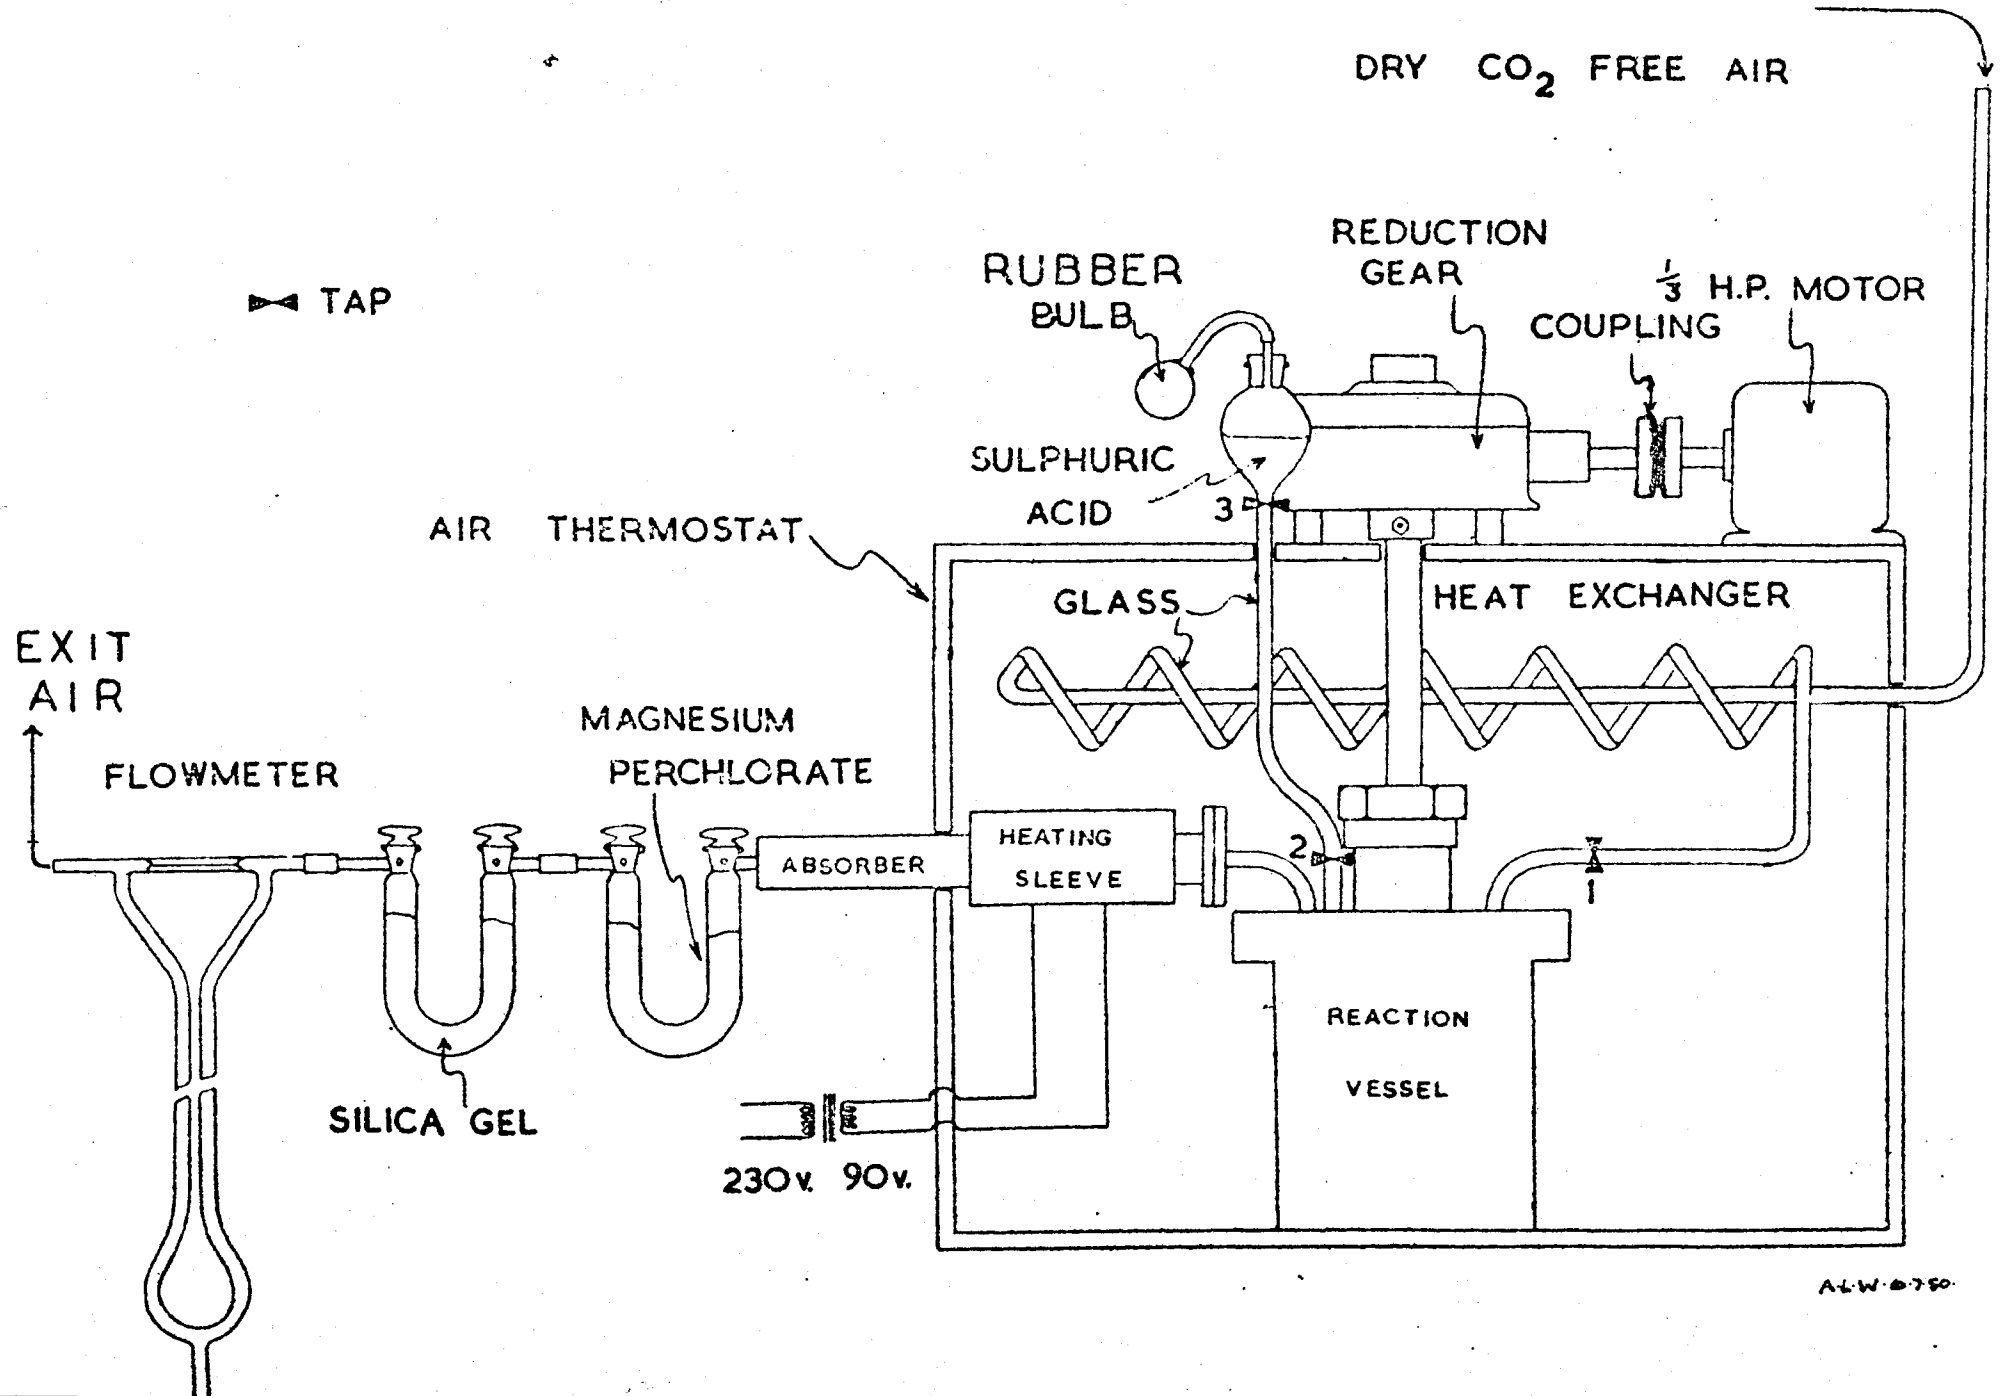 DRY CO₂ FREE AIR
REDUCTION
GEAR
RUBBER
BULB
1/3 H.P. MOTOR
COUPLING
TAP
SULPHURIC
ACID
3
AIR THERMOSTAT
GLASS
HEAT EXCHANGER
EXIT
AIR
MAGNESIUM
PERCHLORATE
FLOWMETER
HEATING
SLEEVE
ABSORBER
2
1
REACTION
VESSEL
SILICA GEL
230v. 90v.